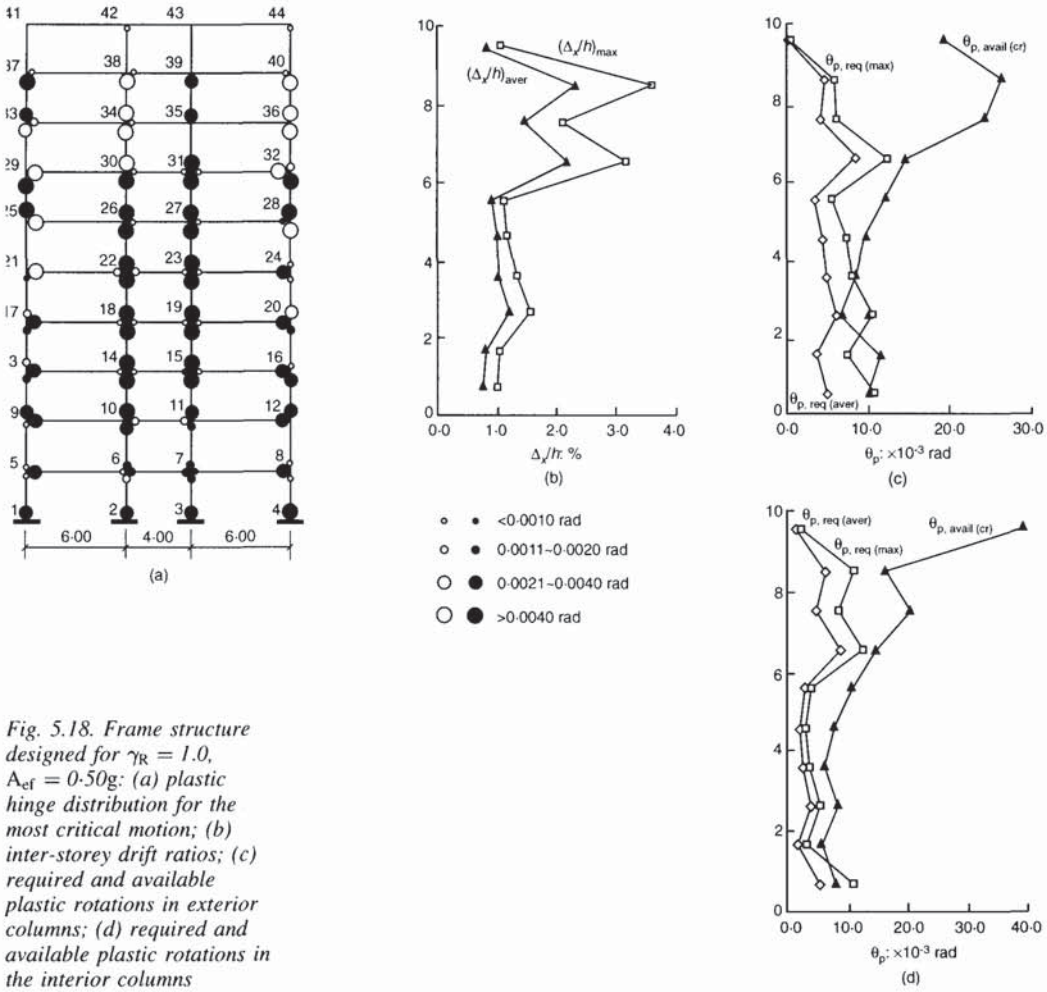 41 42 43 44
37 38 39 40
33 34 35 36
29 30 31 32
25 26 27 28
21 22 23 24
17 18 19 20
3 14 15 16
9 10 11 12
5 6 7 8
1 2 3 4
6·00 4·00 6·00
(a)
10
8
6
4
2
0
(Δx/h)max
(Δx/h)aver
0·0 1·0 2·0 3·0 4·0
Δx/h: %
(b)
10
8
6
4
2
0
θp, req (max)
θp, avail (cr)
θp, req (aver)
0·0 10·0 20·0 30·0
θp: ×10-3 rad
(c)
<0·0010 rad
0·0011~0·0020 rad
0·0021~0·0040 rad
>0·0040 rad
10
8
6
4
2
0
θp, req (aver)
θp, req (max)
θp, avail (cr)
0·0 10·0 20·0 30·0 40·0
θp: ×10-3 rad
(d)
Fig. 5.18. Frame structure
designed for γR = 1.0,
Aef = 0·50g: (a) plastic
hinge distribution for the
most critical motion; (b)
inter-storey drift ratios; (c)
required and available
plastic rotations in exterior
columns; (d) required and
available plastic rotations in
the interior columns